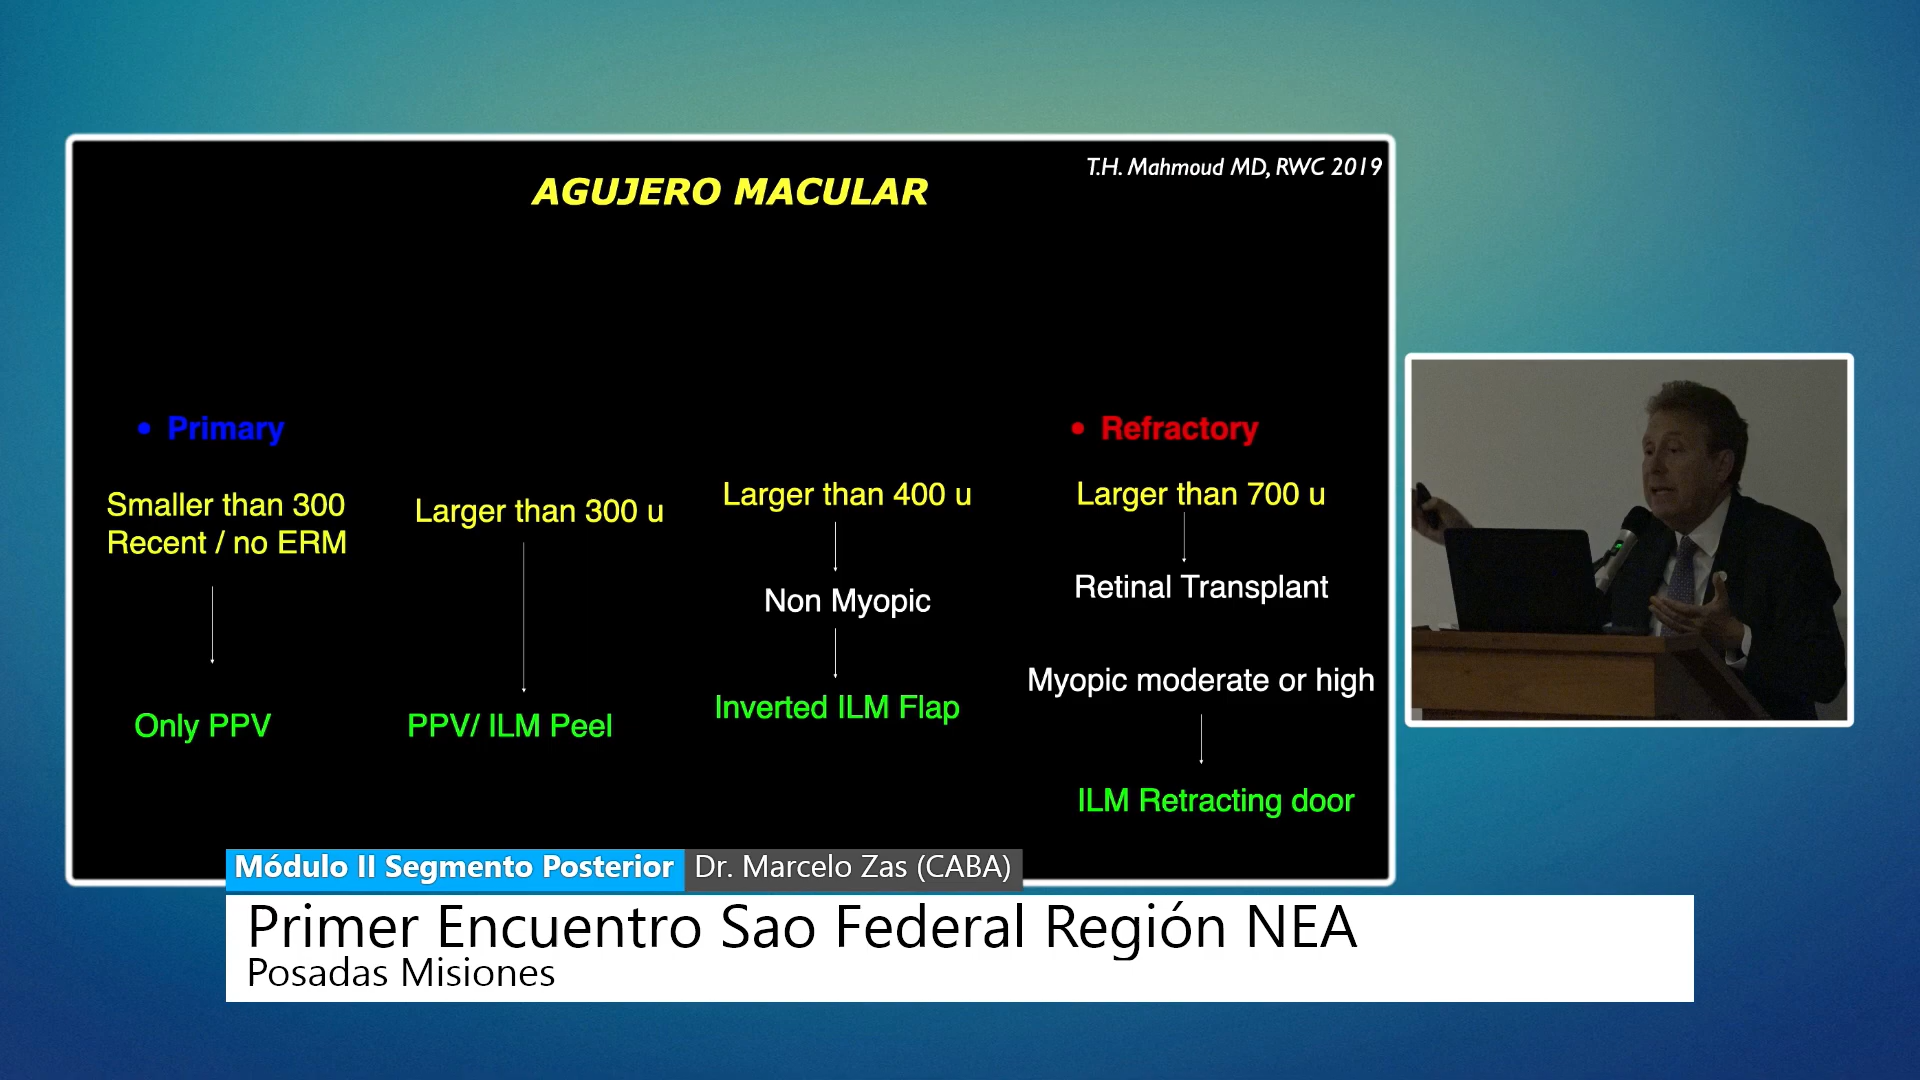 T.H. Mahmoud MD, RWC 2019
AGUJERO MACULAR
• Primary
• Refractory
Smaller than 300
Recent / no ERM
Only PPV
Larger than 300 u
PPV/ ILM Peel
Larger than 400 u
Non Myopic
Inverted ILM Flap
Larger than 700 u
Retinal Transplant
Myopic moderate or high
ILM Retracting door
Módulo II Segmento Posterior Dr. Marcelo Zas (CABA)
Primer Encuentro Sao Federal Región NEA
Posadas Misiones